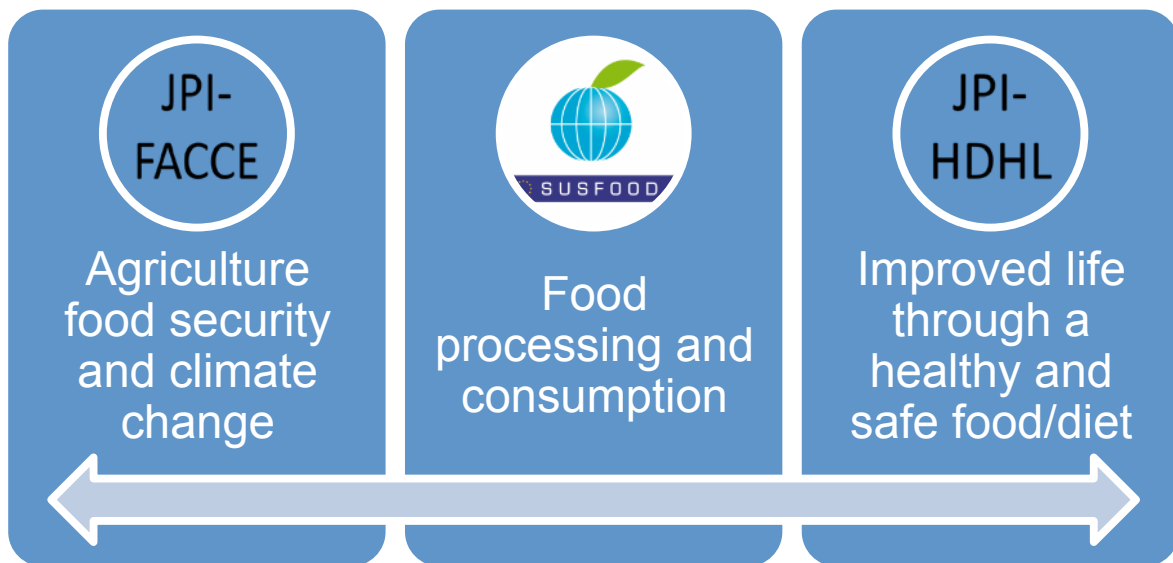 JPI-
FACCE
Agriculture
food security
and climate
change
SUSFOOD
Food
processing and
consumption
JPI-
HDHL
Improved life
through a
healthy and
safe food/diet